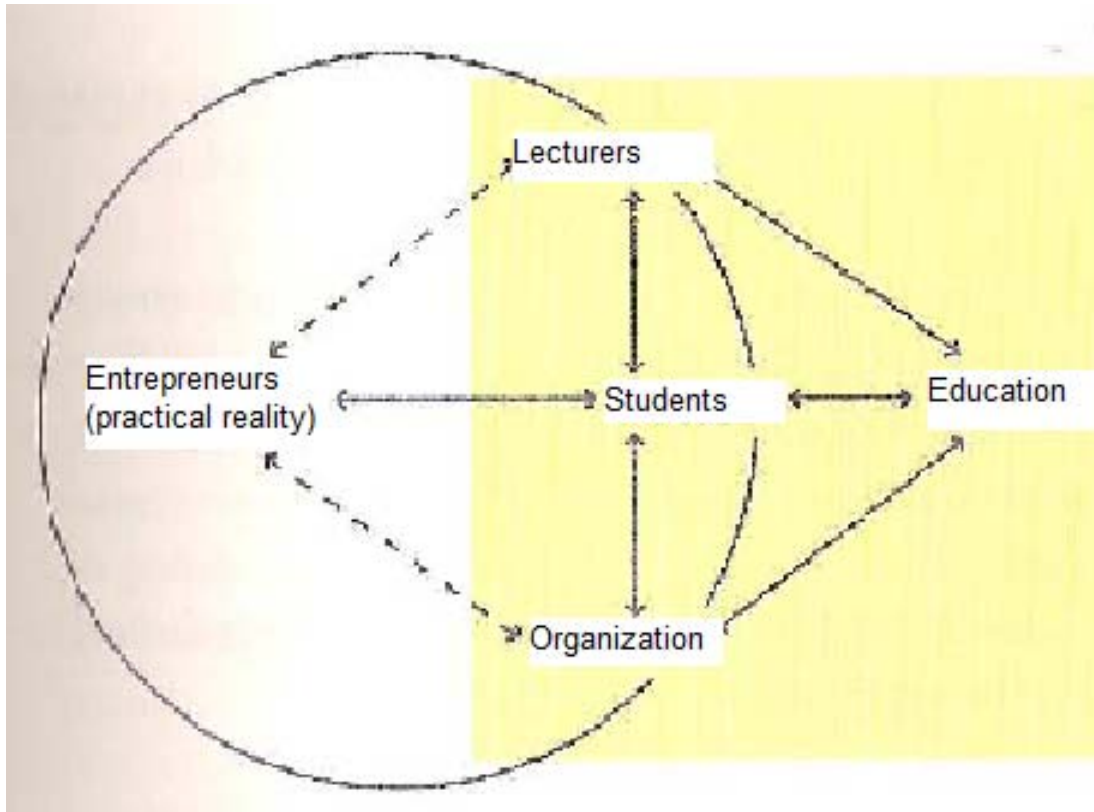 Lecturers
Entrepreneurs
(practical reality)
Students
Education
Organization